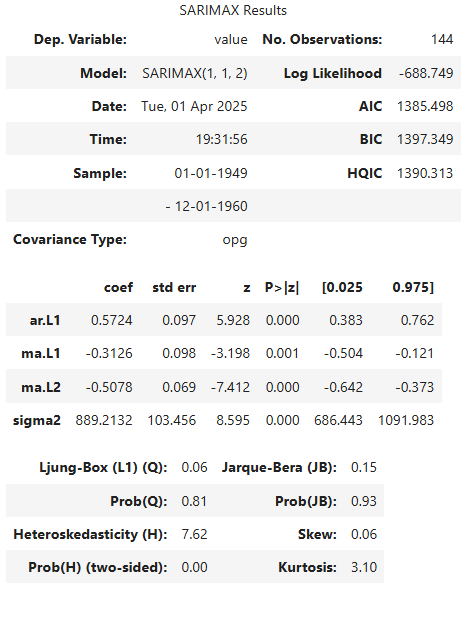 SARIMAX Results
Dep. Variable: value No. Observations: 144
Model: SARIMAX(1, 1, 2) Log Likelihood -688.749
Date: Tue, 01 Apr 2025 AIC 1385.498
Time: 19:31:56 BIC 1397.349
Sample: 01-01-1949 HQIC 1390.313
- 12-01-1960
Covariance Type: opg
coef std err z P>|z| [0.025 0.975]
ar.L1 0.5724 0.097 5.928 0.000 0.383 0.762
ma.L1 -0.3126 0.098 -3.198 0.001 -0.504 -0.121
ma.L2 -0.5078 0.069 -7.412 0.000 -0.642 -0.373
sigma2 889.2132 103.456 8.595 0.000 686.443 1091.983
Ljung-Box (L1) (Q): 0.06 Jarque-Bera (JB): 0.15
Prob(Q): 0.81 Prob(JB): 0.93
Heteroskedasticity (H): 7.62 Skew: 0.06
Prob(H) (two-sided): 0.00 Kurtosis: 3.10